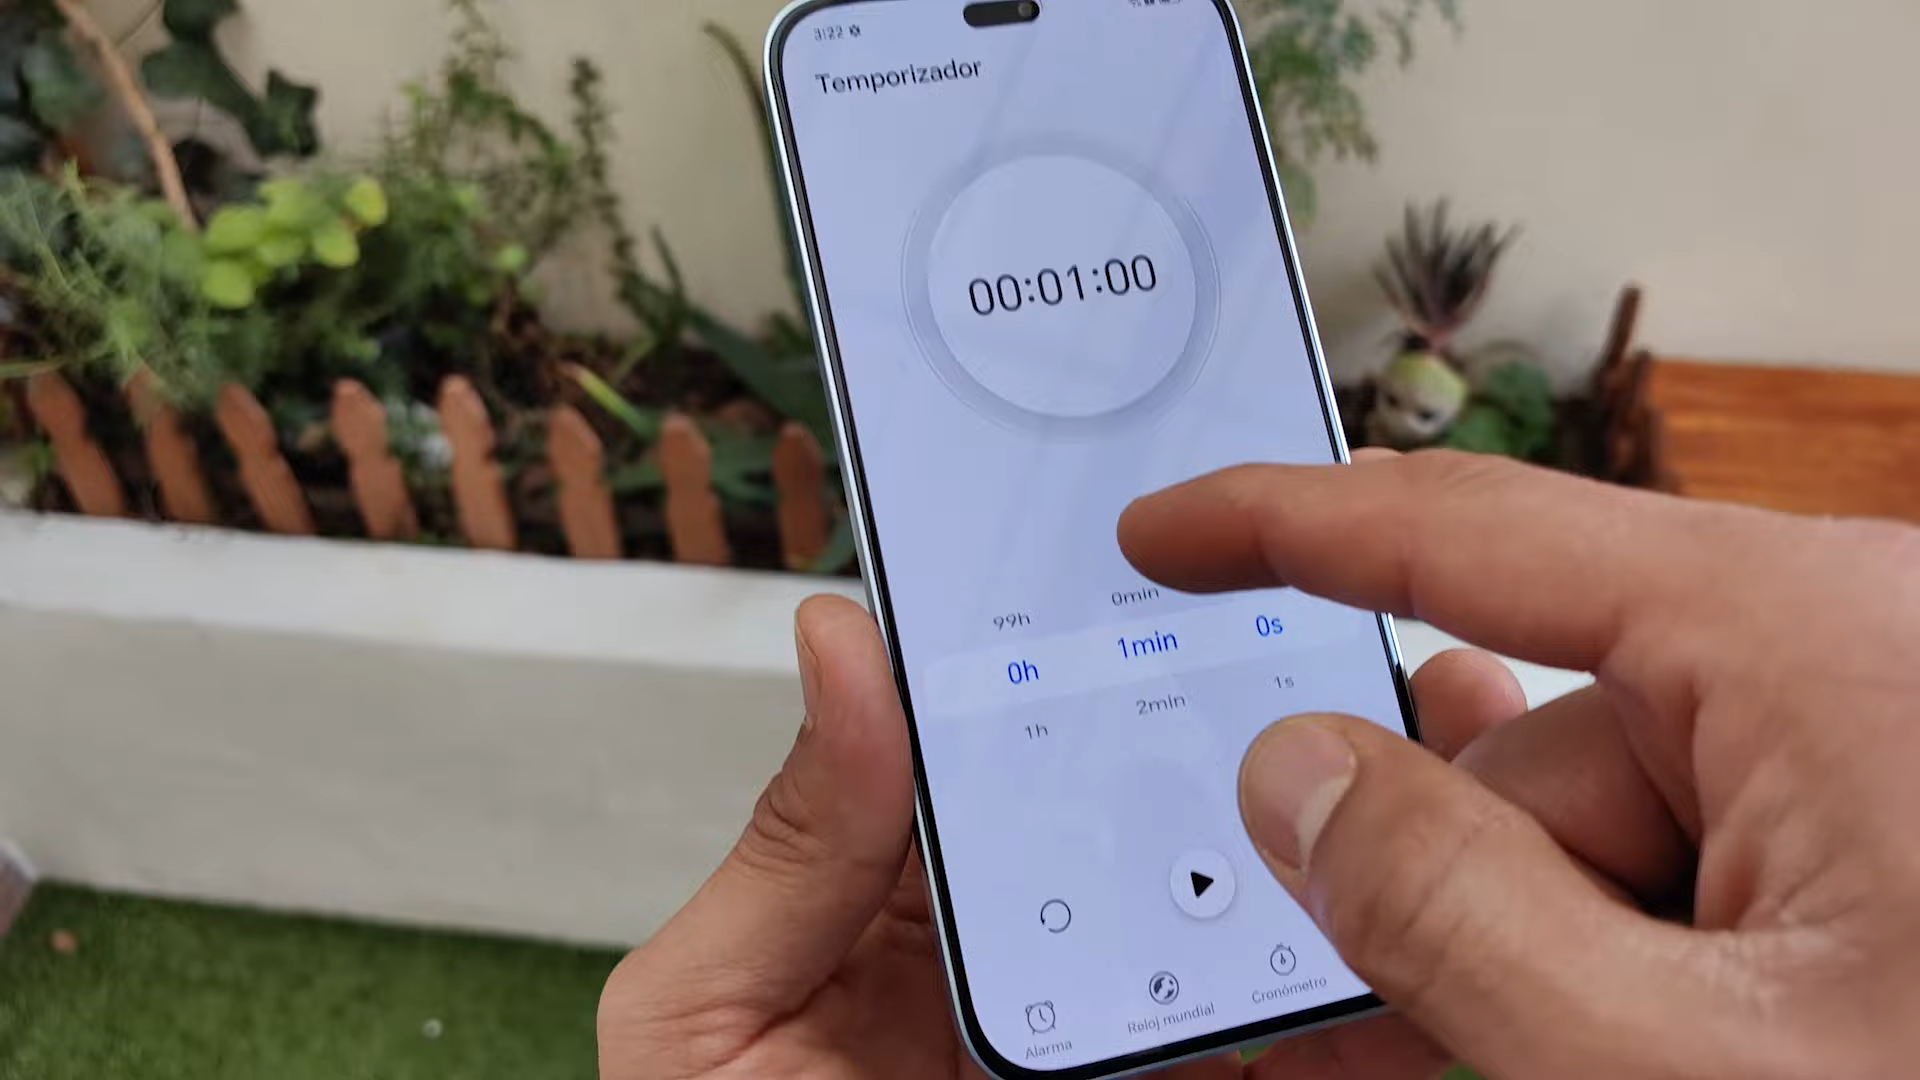 3:22
Temporizador
00:01:00
99h 0min
0h 1min 0s
1h 2min 1s
Alarma Reloj mundial Cronómetro